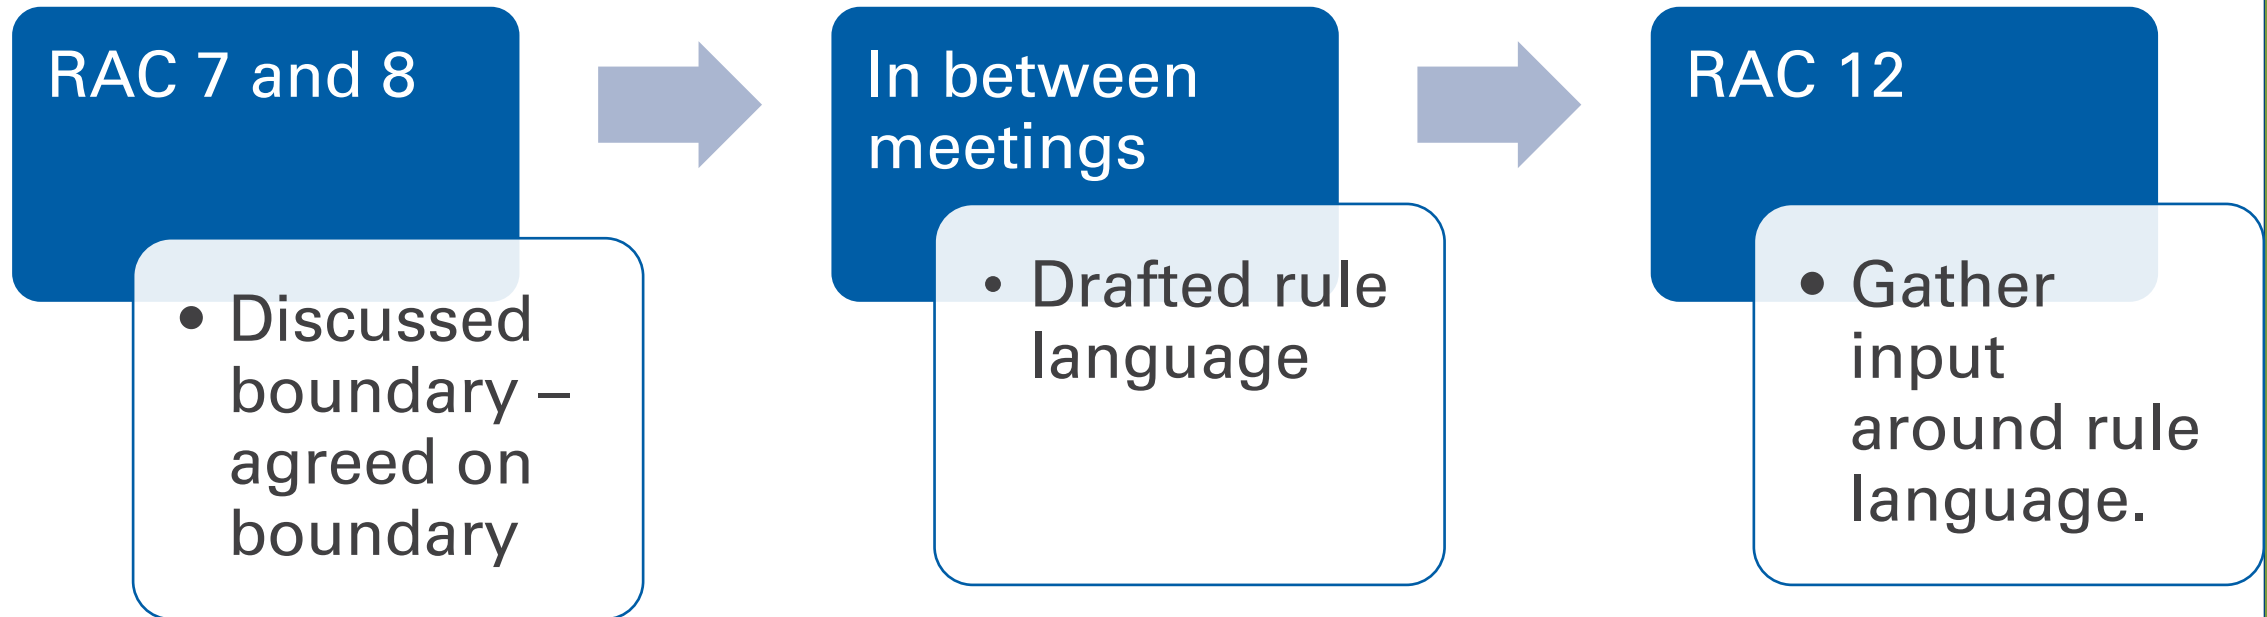 RAC 7 and 8
• Discussed
boundary –
agreed on
boundary
In between
meetings
• Drafted rule
language
RAC 12
• Gather
input
around rule
language.